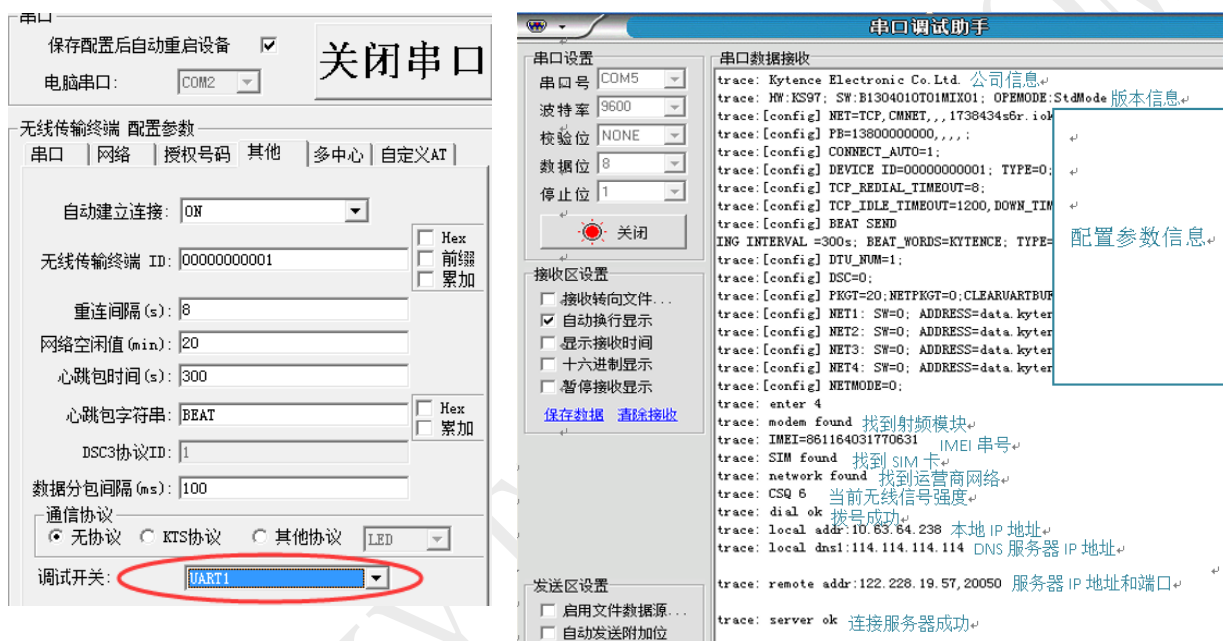 串口
保存配置后自动重启设备
关闭串口
电脑串口:
COM2
无线传输终端 配置参数
串口
网络
授权号码
其他
多中心
自定义AT
自动建立连接:
ON
Hex
前缀
累加
无线传输终端 ID:
00000000001
重连间隔(s):
8
网络空闲值(min):
20
心跳包时间(s):
300
心跳包字符串:
BEAT
Hex
累加
DSC3协议ID:
1
数据分包间隔(ms):
100
通信协议
无协议
KTS协议
其他协议
LED
调试开关:
UART1
串口调试助手
串口设置
串口号
COM5
波特率
9600
校验位
NONE
数据位
8
停止位
1
关闭
接收区设置
接收转向文件...
自动换行显示
显示接收时间
十六进制显示
暂停接收显示
保存数据 清除接收
发送区设置
启用文件数据源...
自动发送附加位
串口数据接收
trace: Kytence Electronic Co.Ltd. 公司信息
trace: HW:KS97; SW:B1304010T01MIX01; OPEMODE:StdMode 版本信息
trace:[config] NET=TCP,CMNET,,,1738434s6r.iok
trace:[config] PB=13800000000,,,,;
trace:[config] CONNECT_AUTO=1;
trace:[config] DEVICE ID=00000000001; TYPE=0;
trace:[config] TCP_REDIAL_TIMEOUT=8;
trace:[config] TCP_IDLE_TIMEOUT=1200,DOWN_TIM
trace:[config] BEAT SEND
ING INTERVAL =300s; BEAT_WORDS=KYTENCE; TYPE=
配置参数信息
trace:[config] DTU_NUM=1;
trace:[config] DSC=0;
trace:[config] PKGT=20;NETPKGT=0;CLEARUARTBUF
trace:[config] NET1: SW=0; ADDRESS=data.kyter
trace:[config] NET2: SW=0; ADDRESS=data.kyter
trace:[config] NET3: SW=0; ADDRESS=data.kyter
trace:[config] NET4: SW=0; ADDRESS=data.kyter
trace:[config] NETMODE=0;
trace: enter 4
trace: modem found 找到射频模块
trace: IMEI=861164031770631 IMEI 串号
trace: SIM found 找到 SIM 卡
trace: network found 找到运营商网络
trace: CSQ 6 当前无线信号强度
trace: dial ok 拨号成功
trace: local addr:10.63.64.238 本地 IP 地址
trace: local dns1:114.114.114.114 DNS 服务器 IP 地址
trace: remote addr:122.228.19.57,20050 服务器 IP 地址和端口
trace: server ok 连接服务器成功